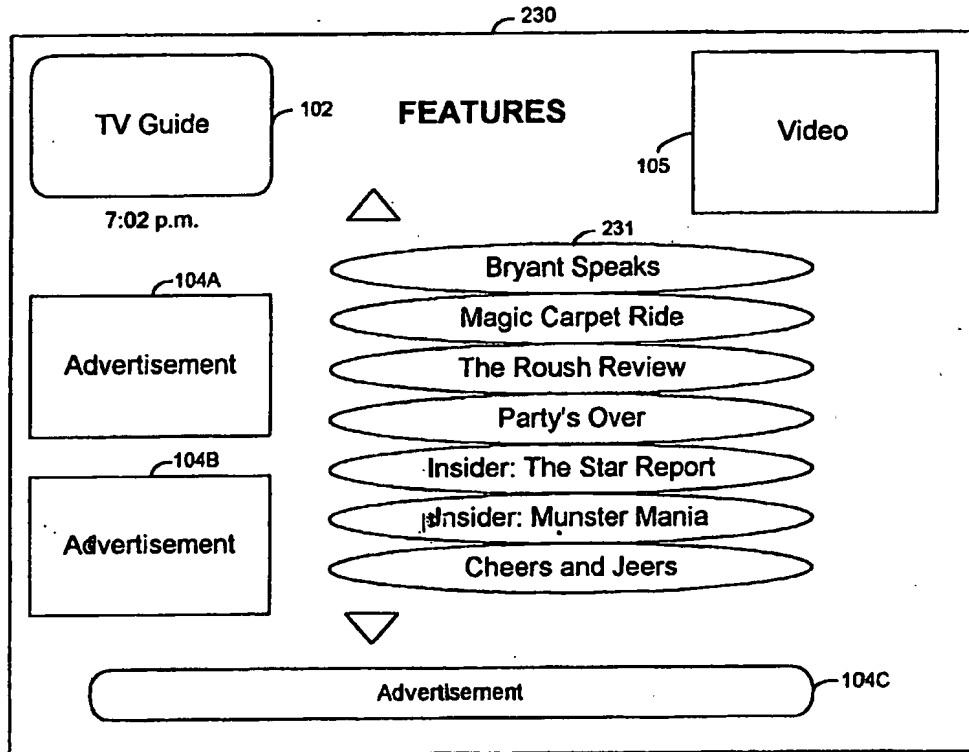 230
TV Guide
102
FEATURES
Video
105
7:02 p.m.
231
Bryant Speaks
104A
Magic Carpet Ride
Advertisement
The Roush Review
Party's Over
104B
Insider: The Star Report
Insider: Munster Mania
Advertisement
Cheers and Jeers
Advertisement
104C